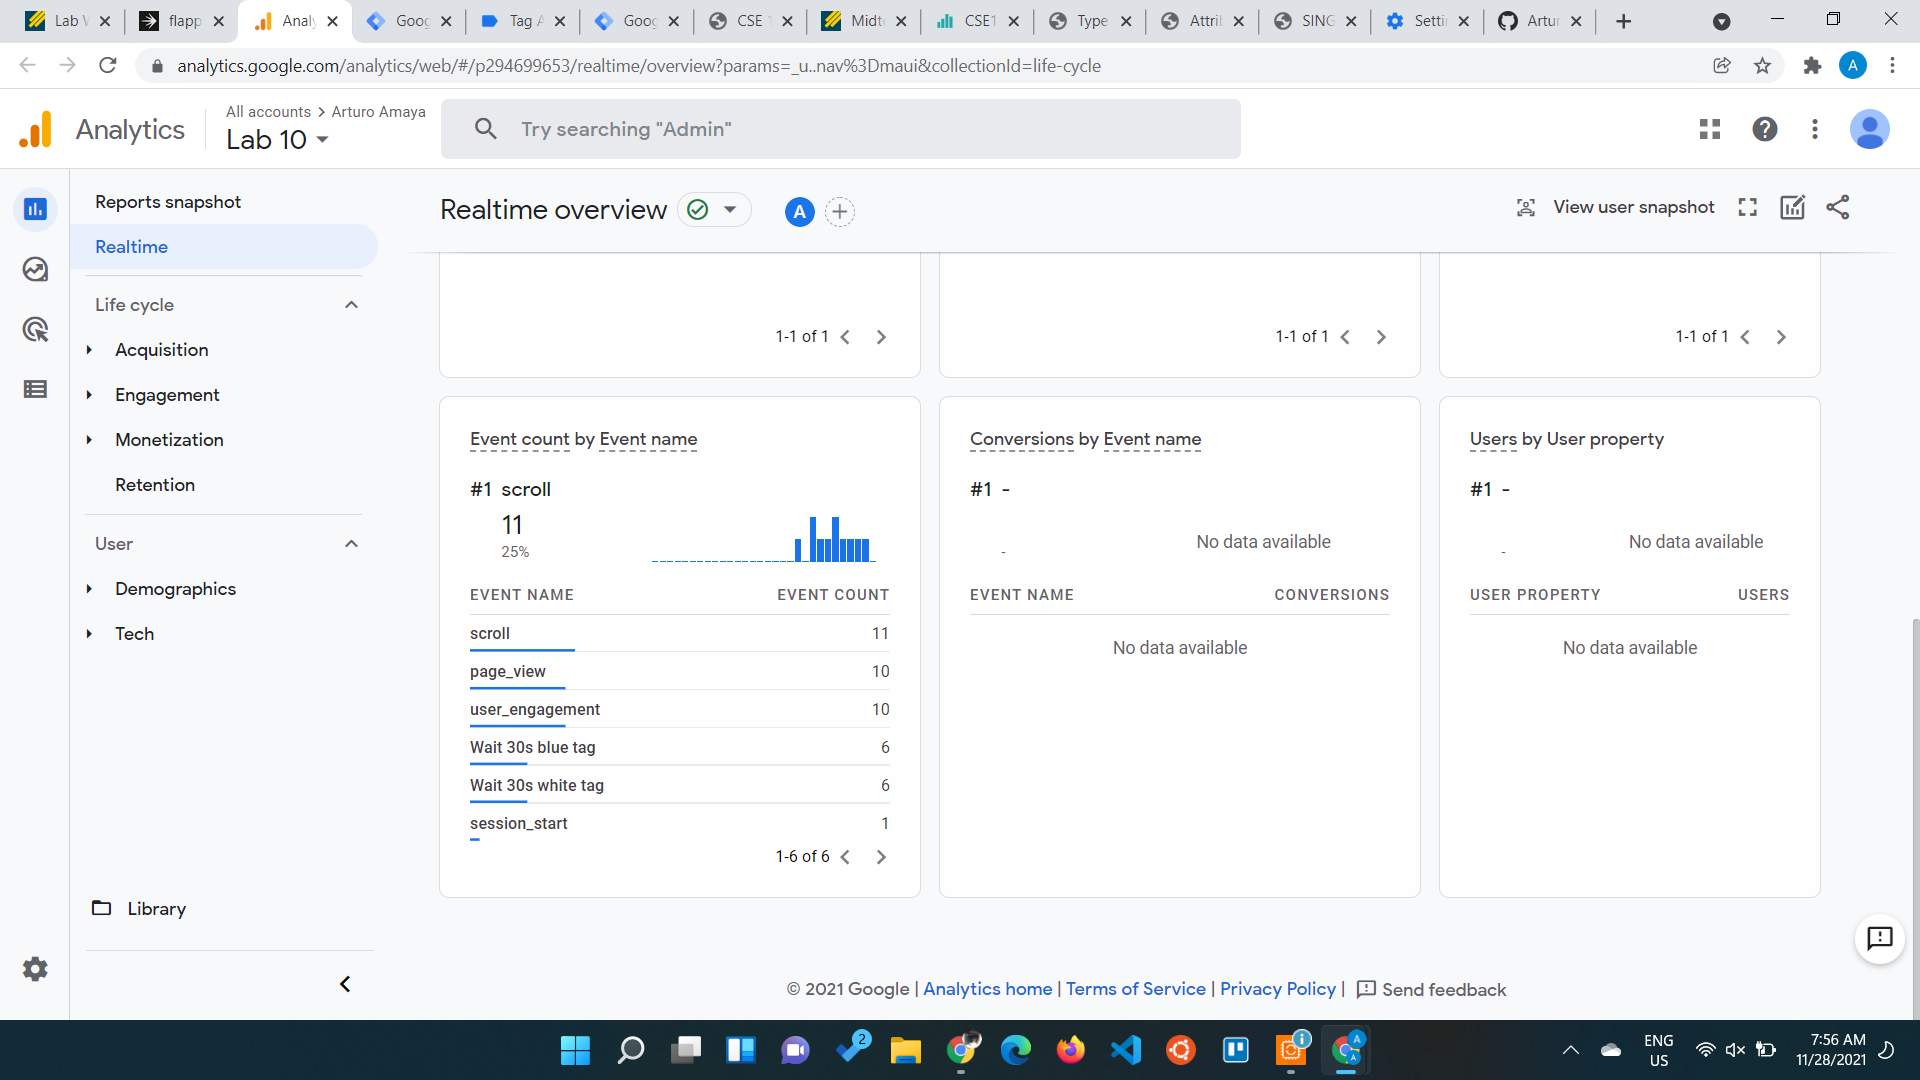 Lab W
flapp
Analy
Goog
Tag A
Goog
CSE 1
Midte
CSE1
Type
Attrib
SING
Settin
Artur
analytics.google.com/analytics/web/#/p294699653/realtime/overview?params=_u..nav%3Dmaui&collectionId=life-cycle
A
Analytics
All accounts > Arturo Amaya
Lab 10
Try searching "Admin"
Reports snapshot
Realtime
Life cycle
Acquisition
Engagement
Monetization
Retention
User
Demographics
Tech
Library
Realtime overview
A
View user snapshot
1-1 of 1
1-1 of 1
1-1 of 1
Event count by Event name
#1 scroll
11
25%
EVENT NAME EVENT COUNT
scroll 11
page_view 10
user_engagement 10
Wait 30s blue tag 6
Wait 30s white tag 6
session_start 1
1-6 of 6
Conversions by Event name
#1 -
-
No data available
EVENT NAME CONVERSIONS
No data available
Users by User property
#1 -
-
No data available
USER PROPERTY USERS
No data available
© 2021 Google | Analytics home | Terms of Service | Privacy Policy | Send feedback
2
A
A
ENG
US
7:56 AM
11/28/2021